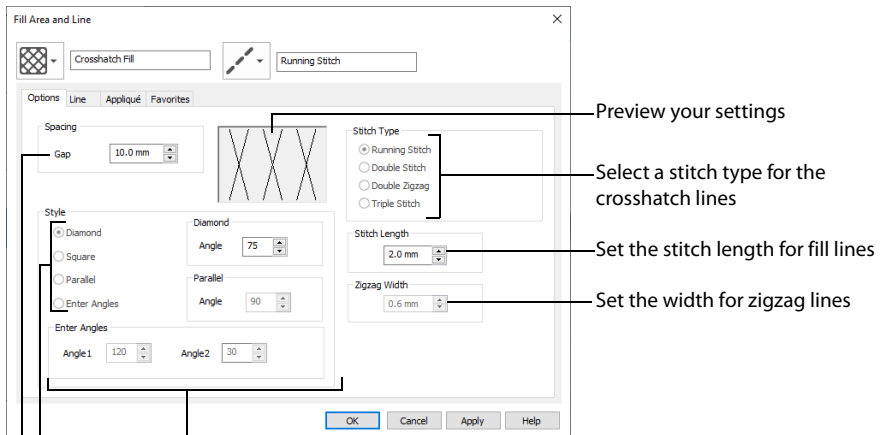 Fill Area and Line
Crosshatch Fill
Running Stitch
Options Line Appliqué Favorites
Spacing
Gap 10.0 mm
Stitch Type
Running Stitch
Double Stitch
Double Zigzag
Triple Stitch
Preview your settings
Select a stitch type for the
crosshatch lines
Style
Diamond
Square
Parallel
Enter Angles
Diamond
Angle 75
Parallel
Angle 90
Stitch Length
2.0 mm
Set the stitch length for fill lines
Zigzag Width
0.6 mm
Set the width for zigzag lines
Enter Angles
Angle1 120 Angle2 30
OK Cancel Apply Help